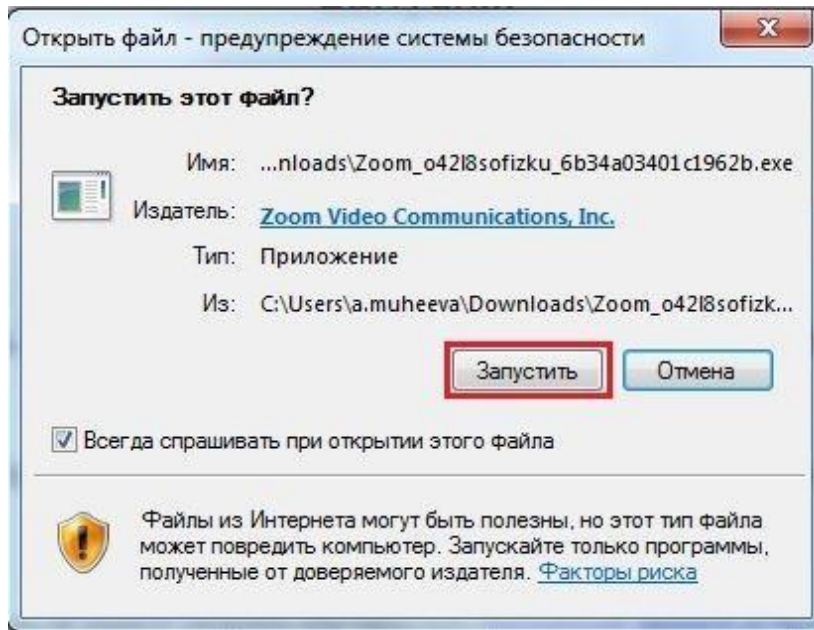 Открыть файл - предупреждение системы безопасности
Запустить этот файл?
Имя: ...nloads\Zoom_o42l8sofizku_6b34a03401c1962b.exe
Издатель: Zoom Video Communications, Inc.
Тип: Приложение
Из: C:\Users\a.muheeva\Downloads\Zoom_o42l8sofizk...
Запустить Отмена
Всегда спрашивать при открытии этого файла
Файлы из Интернета могут быть полезны, но этот тип файла
может повредить компьютер. Запускайте только программы,
полученные от доверяемого издателя. Факторы риска